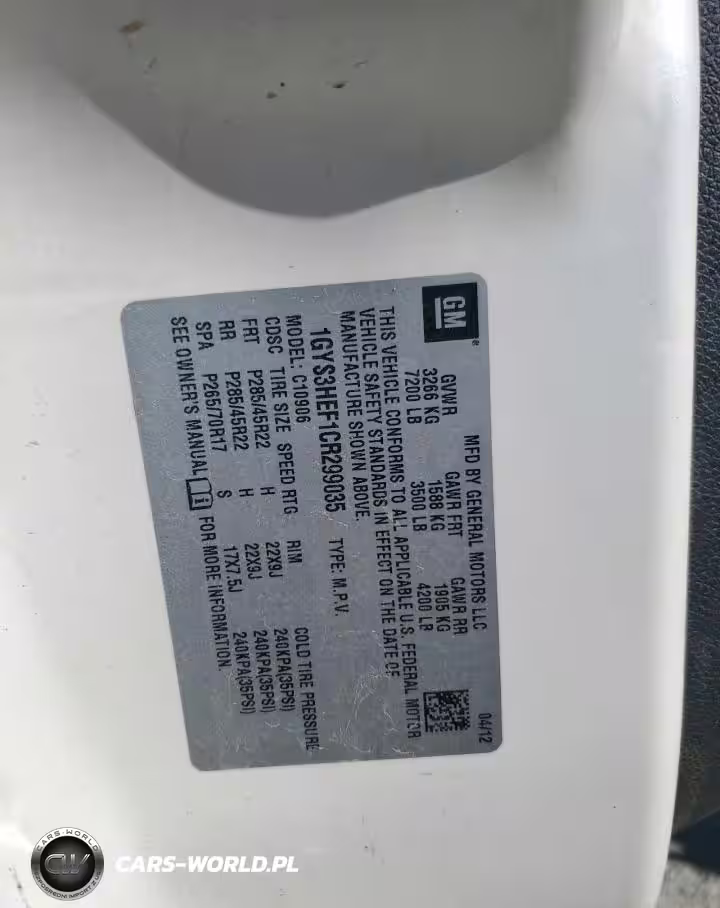 GM
MFD BY GENERAL MOTORS LLC 04/12
GVWR GAWR FRT GAWR RR
3266 KG 1588 KG 1905 KG
7200 LB 3500 LB 4200 LB
THIS VEHICLE CONFORMS TO ALL APPLICABLE U.S. FEDERAL MOTOR
VEHICLE SAFETY STANDARDS IN EFFECT ON THE DATE OF
MANUFACTURE SHOWN ABOVE.
1GYS3HEF1CR299035 TYPE: M.P.V.
MODEL: C10906
CDSC TIRE SIZE SPEED RTG RIM COLD TIRE PRESSURE
FRT P285/45R22 H 22X9J 240KPA(35PSI)
RR P285/45R22 H 22X9J 240KPA(35PSI)
SPA P265/70R17 S 17X7.5J 240KPA(35PSI)
SEE OWNER'S MANUAL FOR MORE INFORMATION.
CARS-WORLD
CW
CARS-WORLD.PL